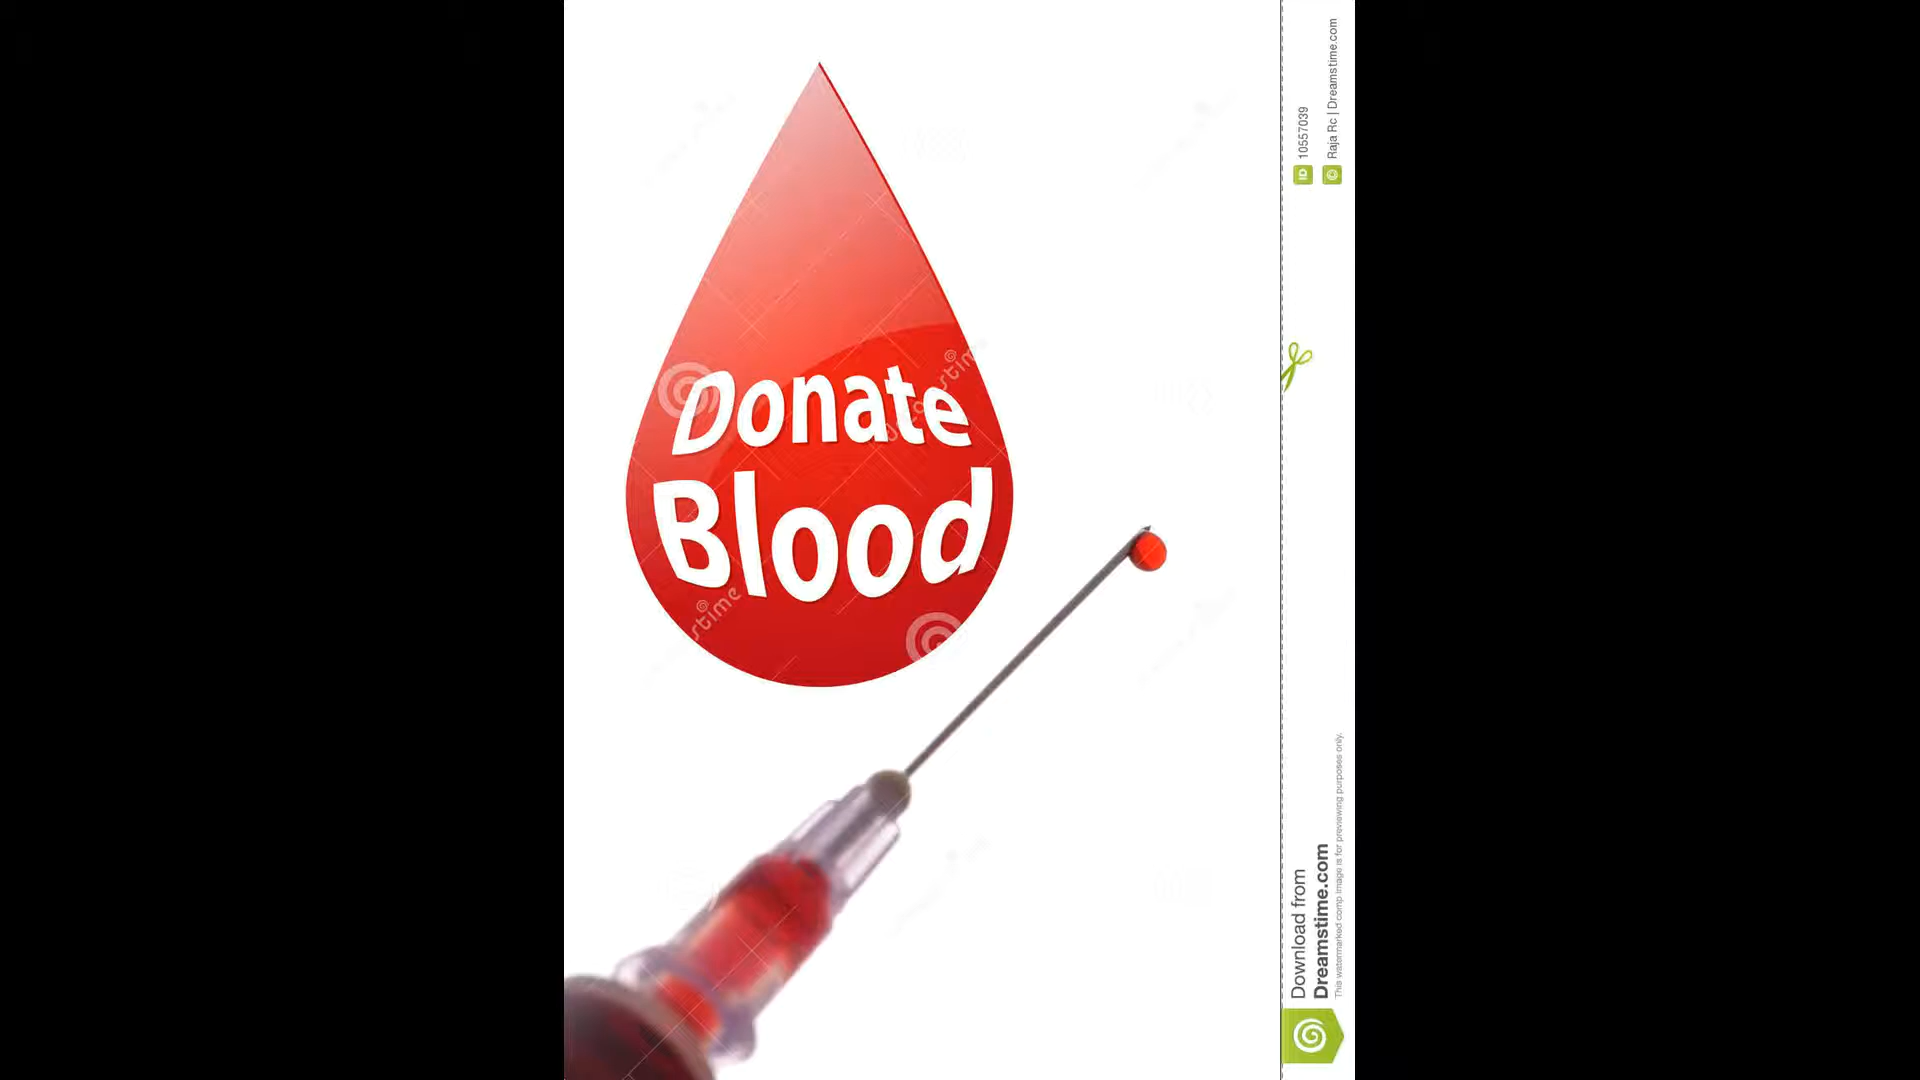 Donate
Blood
ID 10557039
© Raja Rc | Dreamstime.com
Download from
Dreamstime.com
This watermarked comp image is for previewing purposes only.